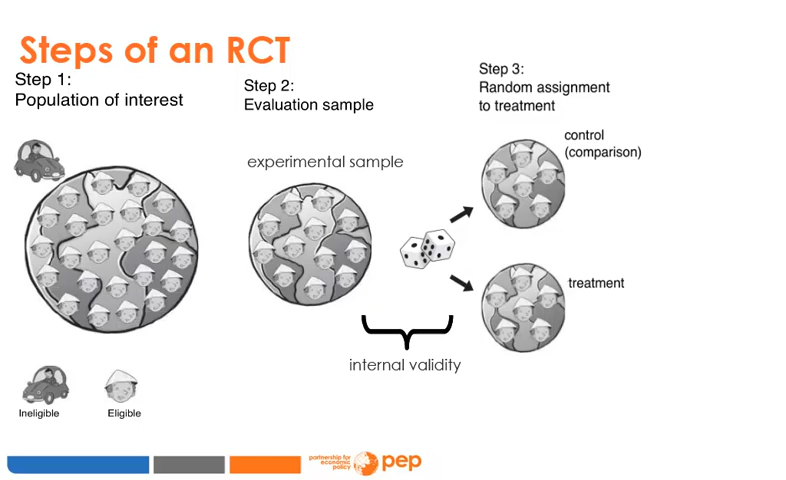 Steps of an RCT
Step 1:
Population of interest
Step 2:
Evaluation sample
Step 3:
Random assignment
to treatment
experimental sample
control
(comparison)
treatment
internal validity
Ineligible
Eligible
partnership for
economic
policy
pep